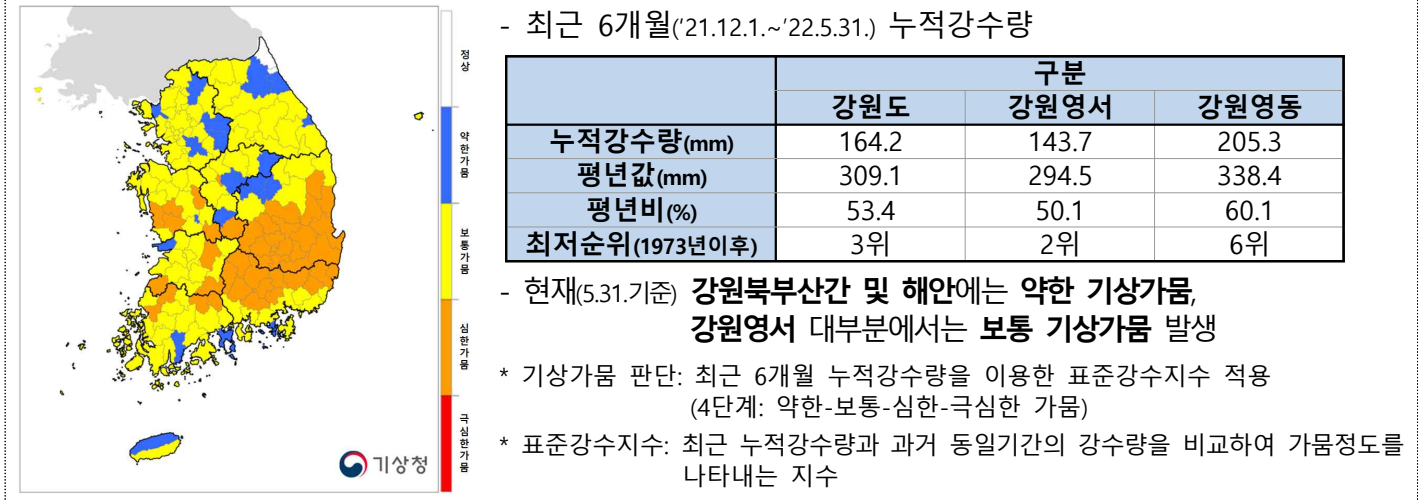 정상
약한가뭄
보통가뭄
심한가뭄
극심한가뭄
기상청
- 최근 6개월('21.12.1.~'22.5.31.) 누적강수량
구분
강원도 강원영서 강원영동
누적강수량(mm) 164.2 143.7 205.3
평년값(mm) 309.1 294.5 338.4
평년비(%) 53.4 50.1 60.1
최저순위(1973년이후) 3위 2위 6위
- 현재(5.31.기준) 강원북부산간 및 해안에는 약한 기상가뭄,
강원영서 대부분에서는 보통 기상가뭄 발생
* 기상가뭄 판단: 최근 6개월 누적강수량을 이용한 표준강수지수 적용
(4단계: 약한-보통-심한-극심한 가뭄)
* 표준강수지수: 최근 누적강수량과 과거 동일기간의 강수량을 비교하여 가뭄정도를
나타내는 지수